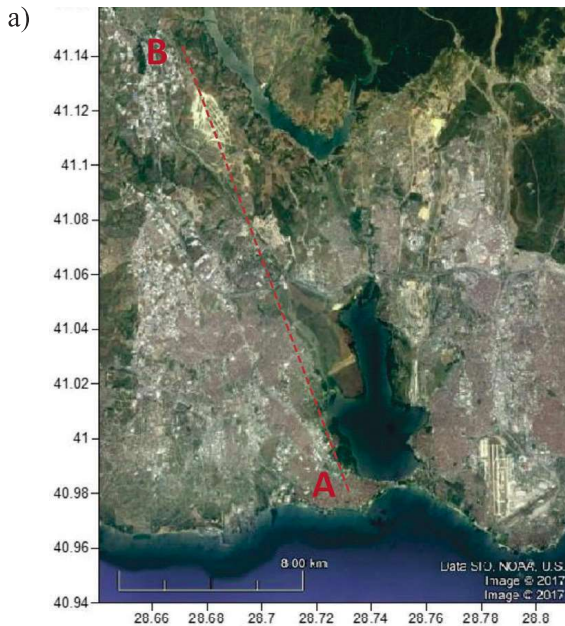 a)
B
41.14
41.12
41.1
41.08
41.06
41.04
41.02
41
40.98
40.96
40.94
A
8.00 km
Data SIO, NOAA, U.S.
Image © 2017
Image © 2017
28.66 28.68 28.7 28.72 28.74 28.76 28.78 28.8